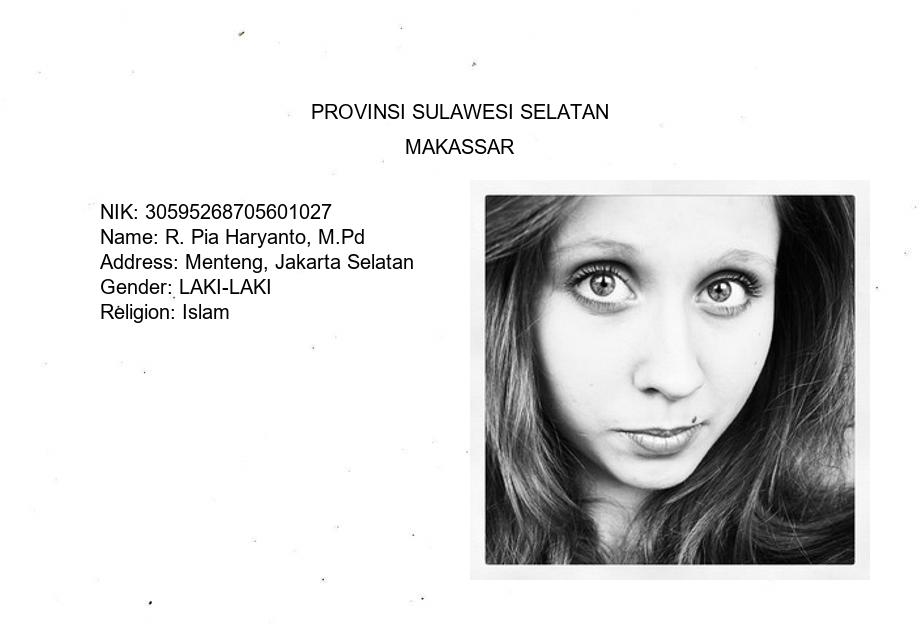 PROVINSI SULAWESI SELATAN
MAKASSAR
NIK: 30595268705601027
Name: R. Pia Haryanto, M.Pd
Address: Menteng, Jakarta Selatan
Gender: LAKI-LAKI
Religion: Islam